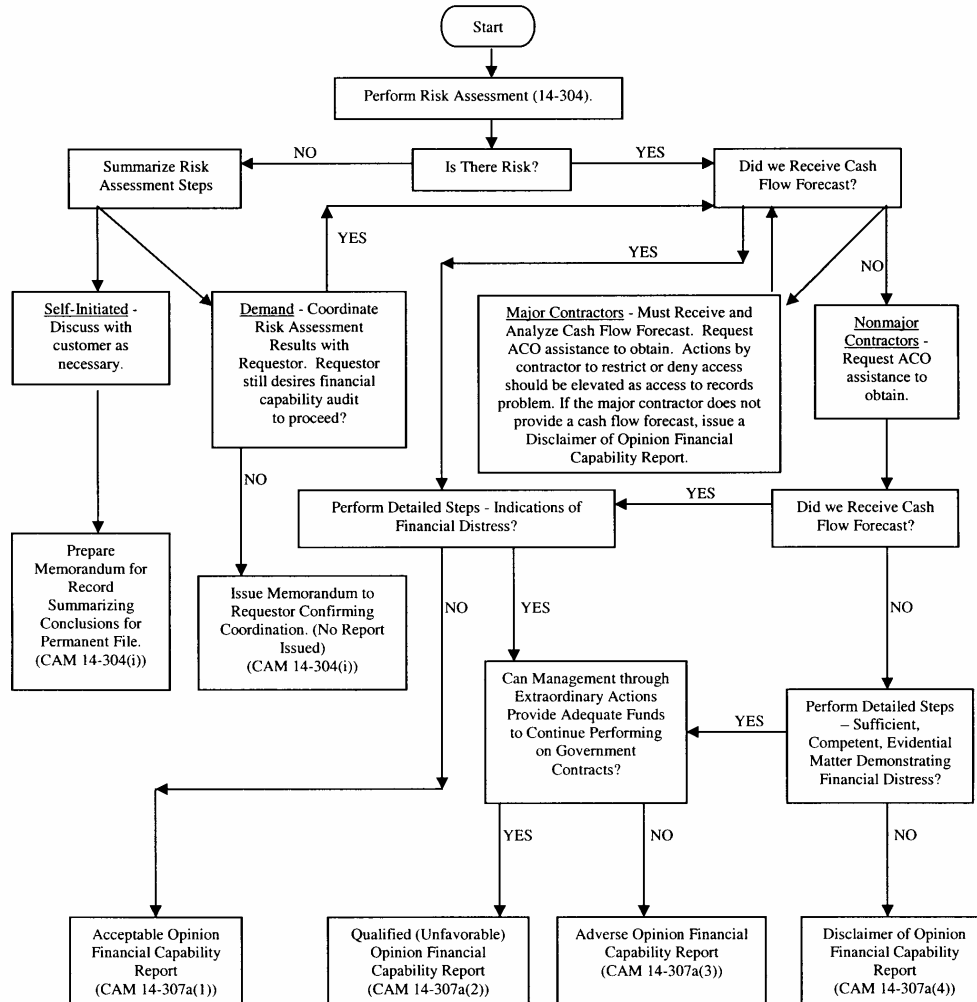 Start
Perform Risk Assessment (14-304).
Is There Risk?
NO
YES
Summarize Risk
Assessment Steps
Did we Receive Cash
Flow Forecast?
YES
YES
NO
Self-Initiated -
Discuss with
customer as
necessary.
Demand - Coordinate
Risk Assessment
Results with
Requestor. Requestor
still desires financial
capability audit
to proceed?
Major Contractors - Must Receive and
Analyze Cash Flow Forecast. Request
ACO assistance to obtain. Actions by
contractor to restrict or deny access
should be elevated as access to records
problem. If the major contractor does not
provide a cash flow forecast, issue a
Disclaimer of Opinion Financial
Capability Report.
Nonmajor
Contractors -
Request ACO
assistance to
obtain.
NO
YES
Perform Detailed Steps - Indications of
Financial Distress?
Did we Receive Cash
Flow Forecast?
Prepare
Memorandum for
Record
Summarizing
Conclusions for
Permanent File.
(CAM 14-304(i))
Issue Memorandum to
Requestor Confirming
Coordination. (No Report
Issued)
(CAM 14-304(i))
NO
YES
NO
Can Management through
Extraordinary Actions
Provide Adequate Funds
to Continue Performing
on Government
Contracts?
YES
Perform Detailed Steps
– Sufficient,
Competent, Evidential
Matter Demonstrating
Financial Distress?
YES
NO
NO
Acceptable Opinion
Financial Capability
Report
(CAM 14-307a(1))
Qualified (Unfavorable)
Opinion Financial
Capability Report
(CAM 14-307a(2))
Adverse Opinion Financial
Capability Report
(CAM 14-307a(3))
Disclaimer of Opinion
Financial Capability
Report
(CAM 14-307a(4))